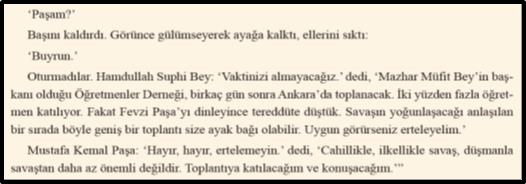 ‘Paşam?’
Başını kaldırdı. Görünce gülümseyerek ayağa kalktı, ellerini sıktı:
‘Buyrun.’
Oturmadılar. Hamdullah Suphi Bey: ‘Vaktinizi almayacağız.’ dedi, ‘Mazhar Müfit Bey’in baş-
kanı olduğu Öğretmenler Derneği, birkaç gün sonra Ankara’da toplanacak. İki yüzden fazla öğret-
men katılıyor. Fakat Fevzi Paşa’yı dinleyince tereddüte düştük. Savaşın yoğunlaşacağı anlaşılan
bir sırada böyle geniş bir toplantı size ayak bağı olabilir. Uygun görürseniz erteleyelim.’
Mustafa Kemal Paşa: ‘Hayır, hayır, ertelemeyin.’ dedi, ‘Cahillikle, ilkellikle savaş, düşmanla
savaştan daha az önemli değildir. Toplantıya katılacağım ve konuşacağım.’”